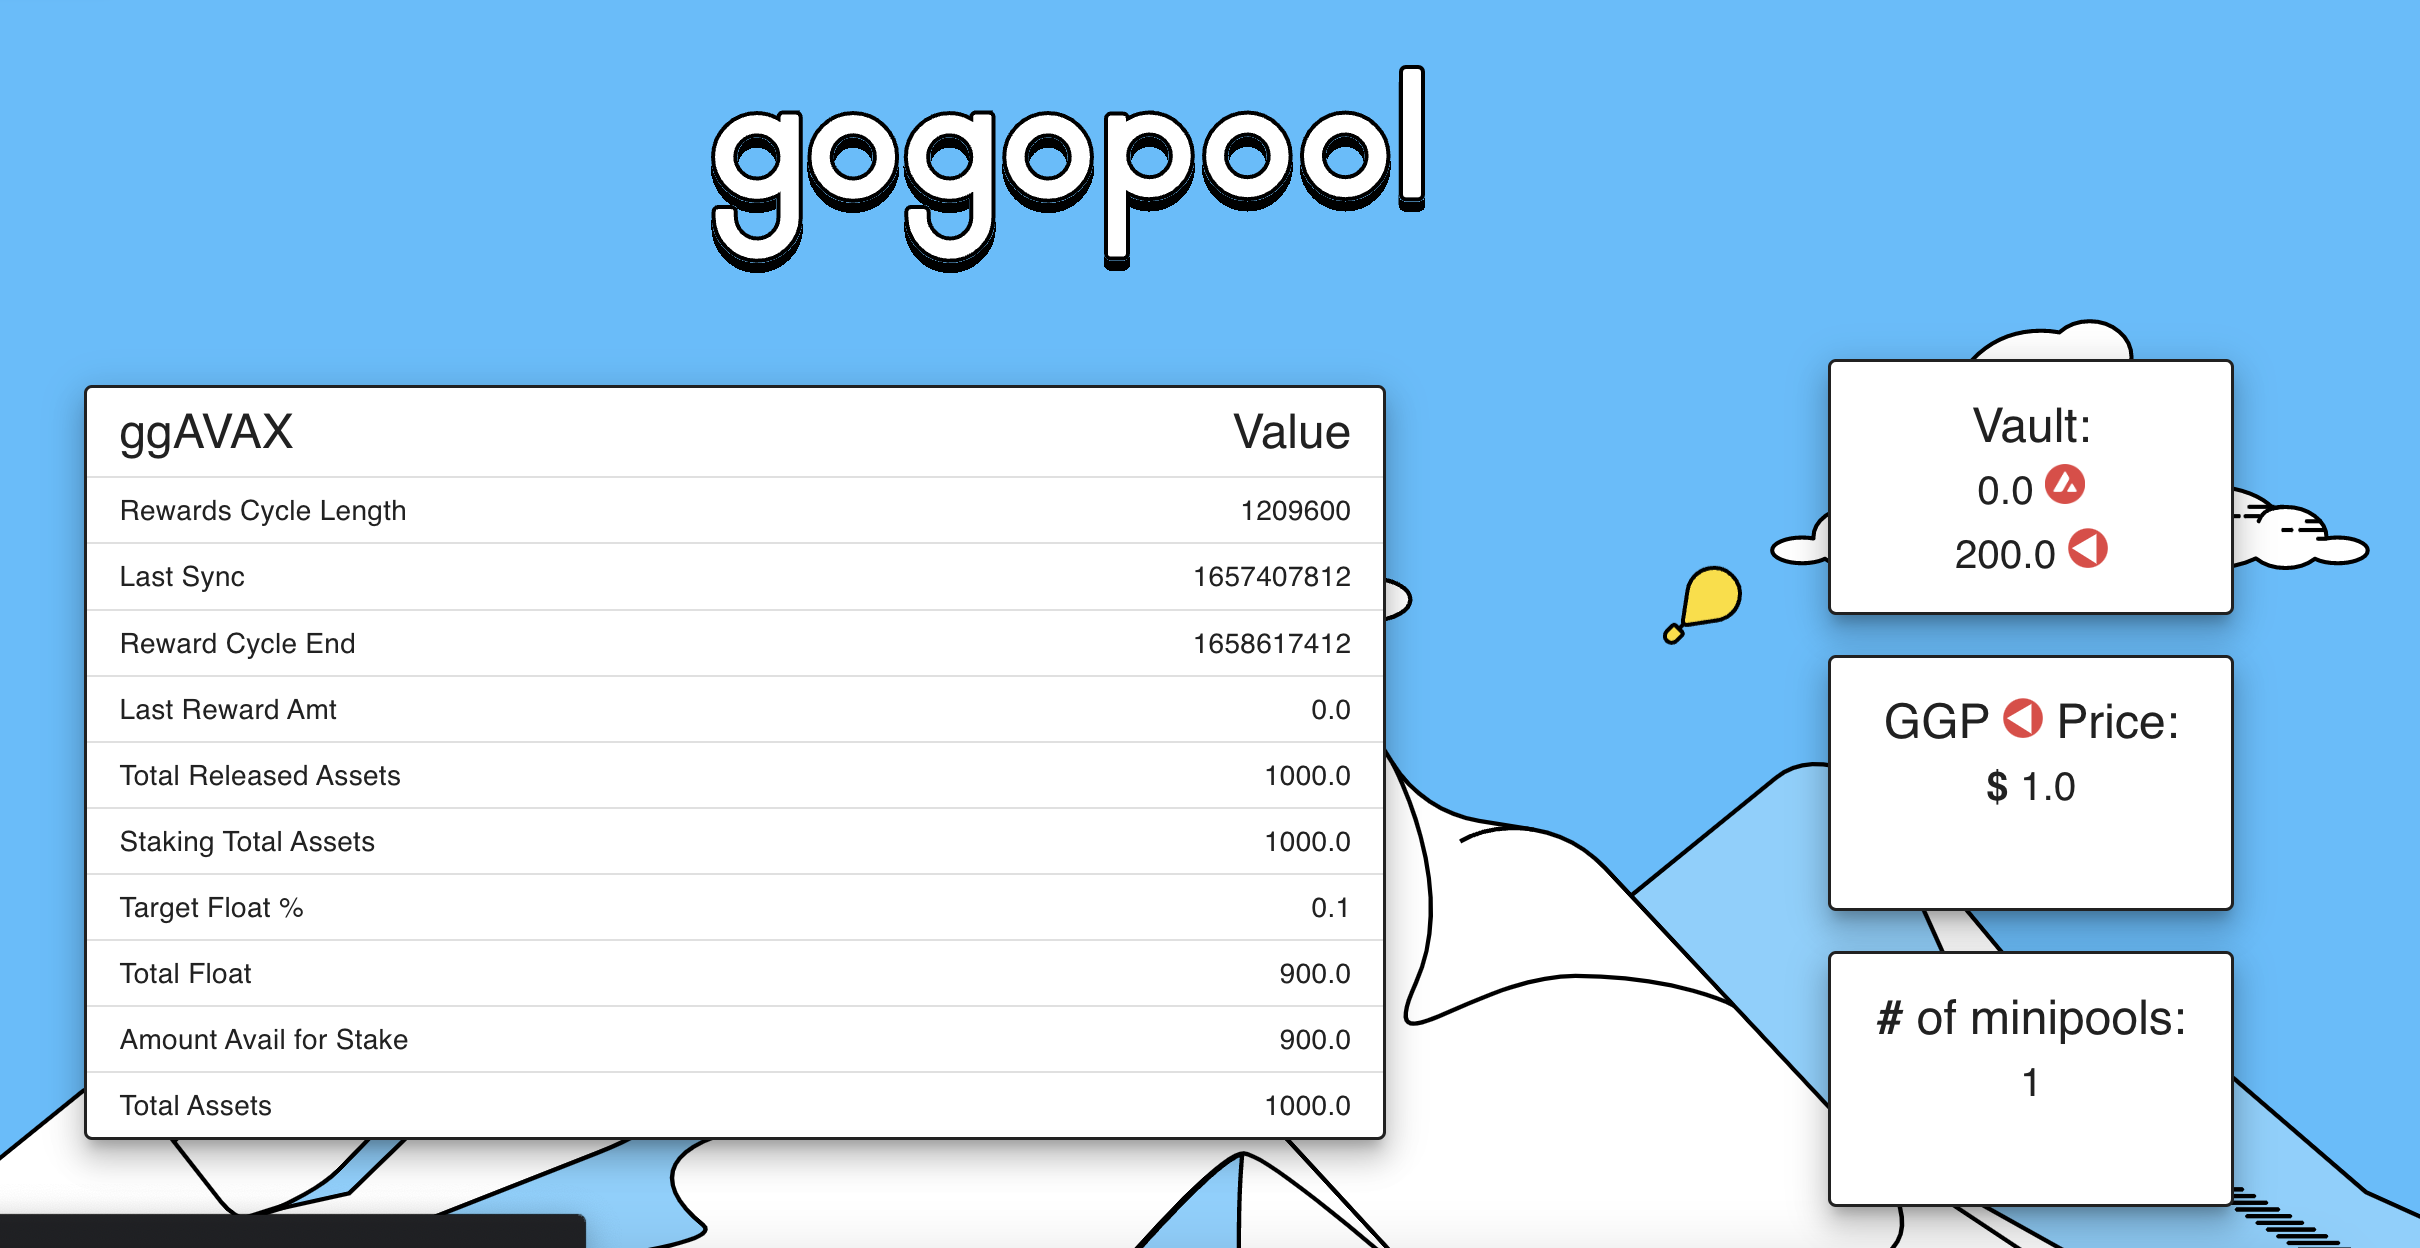 gogopool
ggAVAX Value
Rewards Cycle Length 1209600
Last Sync 1657407812
Reward Cycle End 1658617412
Last Reward Amt 0.0
Total Released Assets 1000.0
Staking Total Assets 1000.0
Target Float % 0.1
Total Float 900.0
Amount Avail for Stake 900.0
Total Assets 1000.0
Vault:
0.0
200.0
GGP Price:
$ 1.0
# of minipools:
1